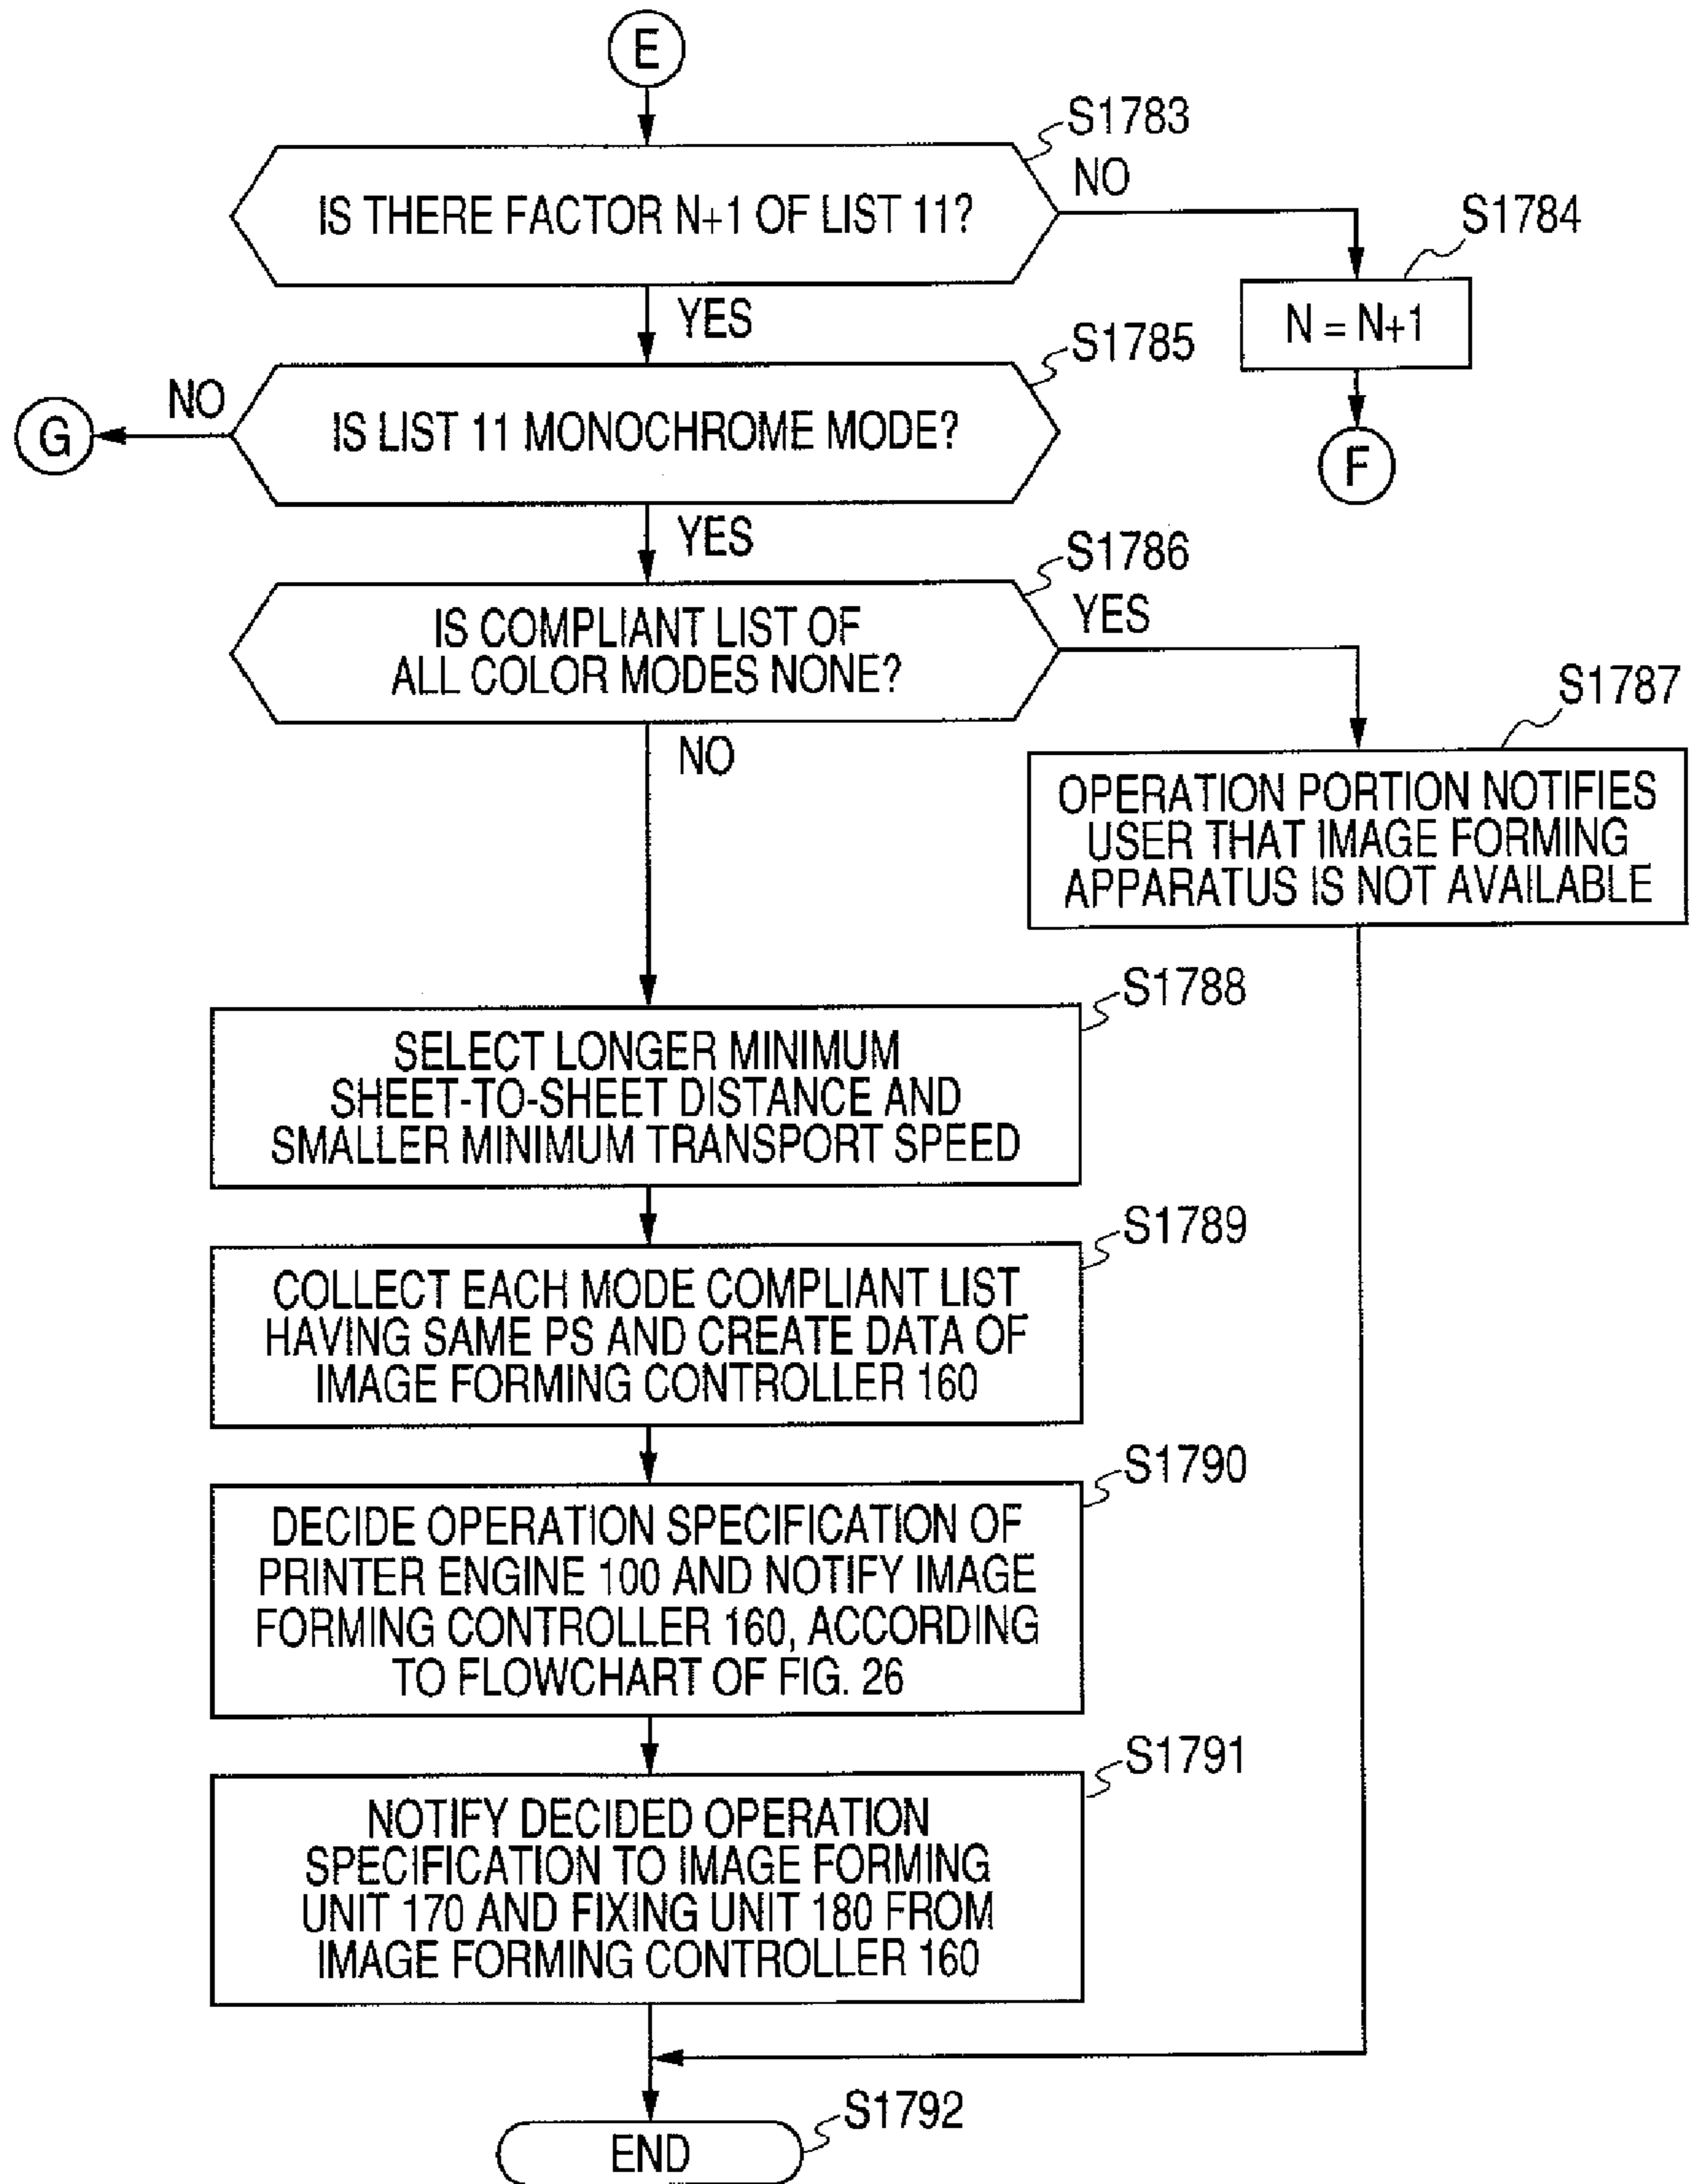 E
S1783
IS THERE FACTOR N+1 OF LIST 11?
NO
S1784
N = N+1
F
YES
S1785
IS LIST 11 MONOCHROME MODE?
NO
G
YES
S1786
IS COMPLIANT LIST OF
ALL COLOR MODES NONE?
YES
S1787
OPERATION PORTION NOTIFIES
USER THAT IMAGE FORMING
APPARATUS IS NOT AVAILABLE
NO
S1788
SELECT LONGER MINIMUM
SHEET-TO-SHEET DISTANCE AND
SMALLER MINIMUM TRANSPORT SPEED
S1789
COLLECT EACH MODE COMPLIANT LIST
HAVING SAME PS AND CREATE DATA OF
IMAGE FORMING CONTROLLER 160
S1790
DECIDE OPERATION SPECIFICATION OF
PRINTER ENGINE 100 AND NOTIFY IMAGE
FORMING CONTROLLER 160, ACCORDING
TO FLOWCHART OF FIG. 26
S1791
NOTIFY DECIDED OPERATION
SPECIFICATION TO IMAGE FORMING
UNIT 170 AND FIXING UNIT 180 FROM
IMAGE FORMING CONTROLLER 160
S1792
END